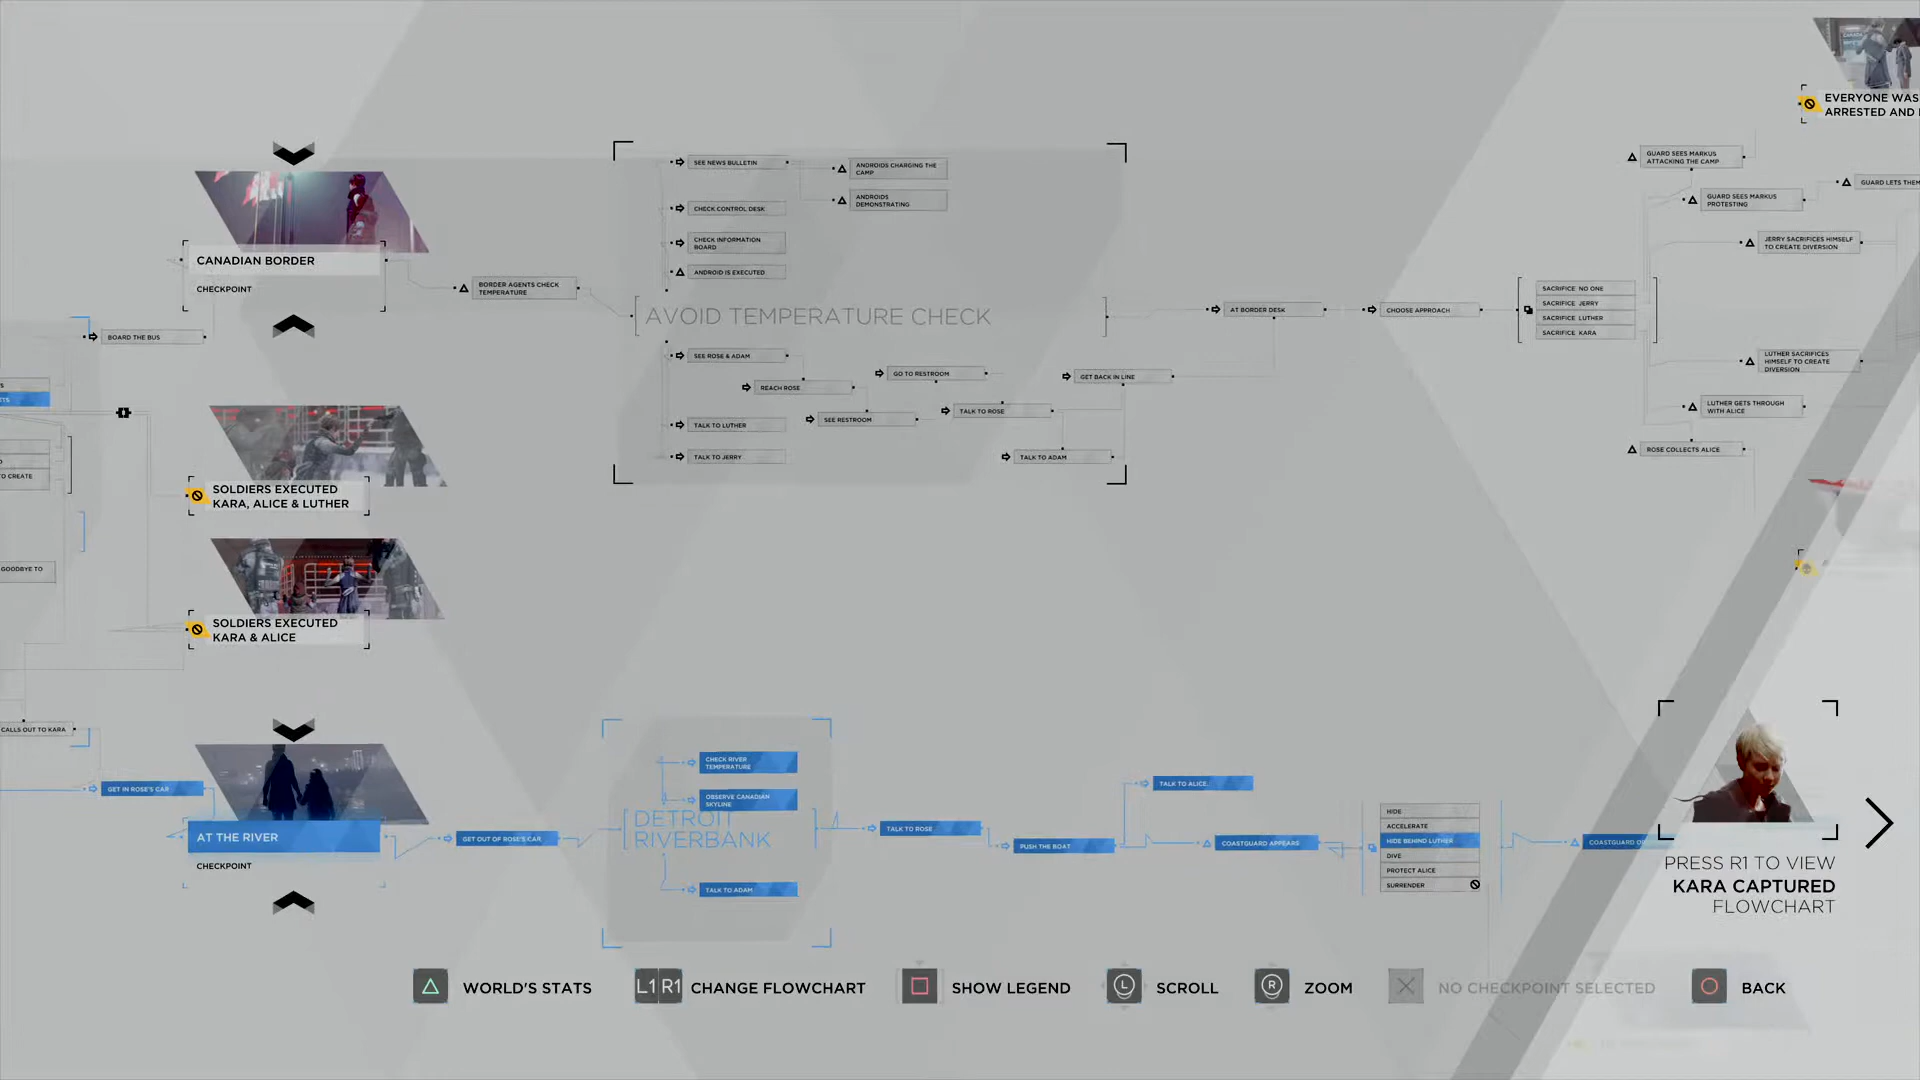 EVERYONE WAS
ARRESTED AND
SEE NEWS BULLETIN
ANDROIDS CHARGING THE
CAMP
ANDROIDS
DEMONSTRATING
CHECK CONTROL DESK
CHECK INFORMATION
BOARD
ANDROID IS EXECUTED
GUARD SEES MARKUS
ATTACKING THE CAMP
GUARD LETS THEM
GUARD SEES MARKUS
PROTESTING
JERRY SACRIFICES HIMSELF
TO CREATE DIVERSION
CANADIAN BORDER
CHECKPOINT
BORDER AGENTS CHECK
TEMPERATURE
AVOID TEMPERATURE CHECK
AT BORDER DESK
CHOOSE APPROACH
SACRIFICE NO ONE
SACRIFICE JERRY
SACRIFICE LUTHER
SACRIFICE KARA
BOARD THE BUS
SEE ROSE & ADAM
REACH ROSE
GO TO RESTROOM
GET BACK IN LINE
SEE RESTROOM
TALK TO ROSE
TALK TO LUTHER
TALK TO JERRY
TALK TO ADAM
LUTHER SACRIFICES
HIMSELF TO CREATE
DIVERSION
LUTHER GETS THROUGH
WITH ALICE
ROSE COLLECTS ALICE
TO CREATE
SOLDIERS EXECUTED
KARA, ALICE & LUTHER
GOODBYE TO
SOLDIERS EXECUTED
KARA & ALICE
CALLS OUT TO KARA
GET IN ROSE'S CAR
AT THE RIVER
CHECKPOINT
GET OUT OF ROSE'S CAR
CHECK RIVER
TEMPERATURE
OBSERVE CANADIAN
SKYLINE
DETROIT
RIVERBANK
TALK TO ADAM
TALK TO ROSE
PUSH THE BOAT
TALK TO ALICE
COASTGUARD APPEARS
HIDE
ACCELERATE
HIDE BEHIND LUTHER
DIVE
PROTECT ALICE
SURRENDER
COASTGUARD
PRESS R1 TO VIEW
KARA CAPTURED
FLOWCHART
WORLD'S STATS
L1 R1 CHANGE FLOWCHART
SHOW LEGEND
L SCROLL
R ZOOM
NO CHECKPOINT SELECTED
BACK